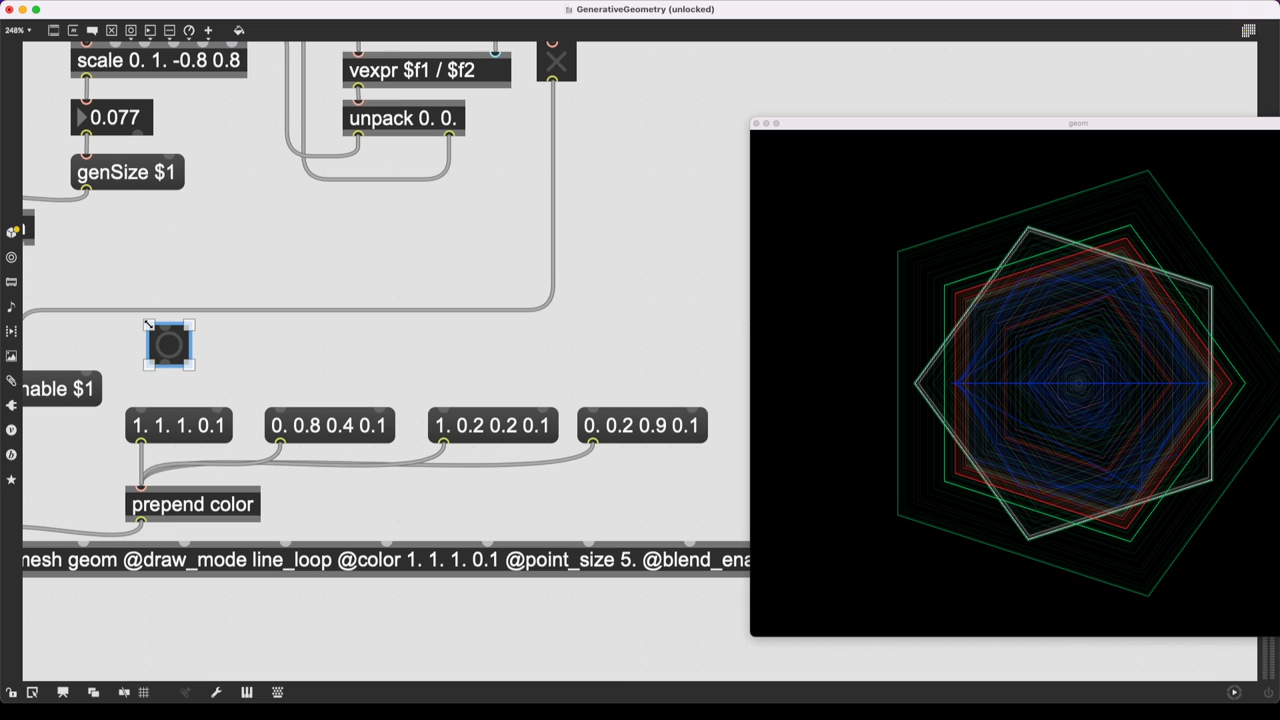 GenerativeGeometry (unlocked)
248%
scale 0. 1. -0.8 0.8
vexpr $f1 / $f2
0.077
unpack 0. 0.
geom
genSize $1
nable $1
1. 1. 1. 0.1
0. 0.8 0.4 0.1
1. 0.2 0.2 0.1
0. 0.2 0.9 0.1
prepend color
mesh geom @draw_mode line_loop @color 1. 1. 1. 0.1 @point_size 5. @blend_ena